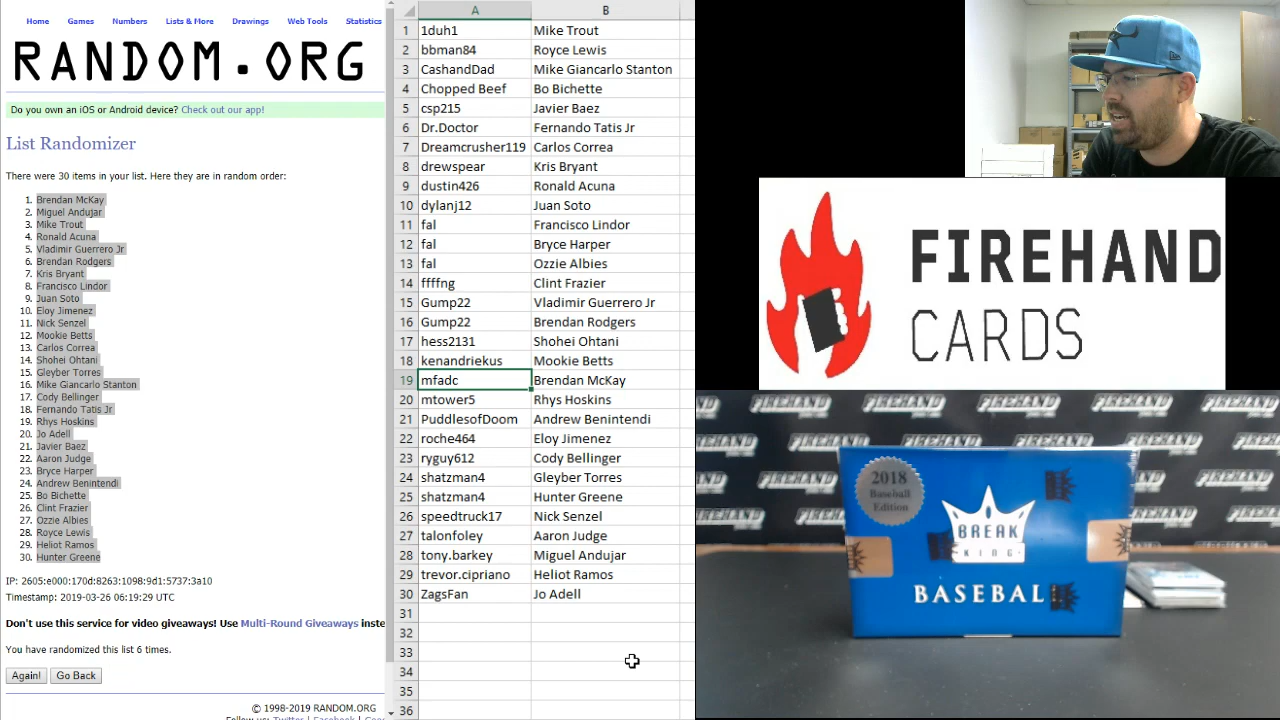 Home Games Numbers Lists & More Drawings Web Tools Statistics
RANDOM.ORG
Do you own an iOS or Android device? Check out our app!
List Randomizer
There were 30 items in your list. Here they are in random order:
1. Brendan McKay
2. Miguel Andujar
3. Mike Trout
4. Ronald Acuna
5. Vladimir Guerrero Jr
6. Brendan Rodgers
7. Kris Bryant
8. Francisco Lindor
9. Juan Soto
10. Eloy Jimenez
11. Nick Senzel
12. Mookie Betts
13. Carlos Correa
14. Shohei Ohtani
15. Gleyber Torres
16. Mike Giancarlo Stanton
17. Cody Bellinger
18. Fernando Tatis Jr
19. Rhys Hoskins
20. Jo Adell
21. Javier Baez
22. Aaron Judge
23. Bryce Harper
24. Andrew Benintendi
25. Bo Bichette
26. Clint Frazier
27. Ozzie Albies
28. Royce Lewis
29. Heliot Ramos
30. Hunter Greene
IP: 2605:e000:170d:8263:1098:9d1:5737:3a10
Timestamp: 2019-03-26 06:19:29 UTC
Don't use this service for video giveaways! Use Multi-Round Giveaways inste
You have randomized this list 6 times.
Again! Go Back
© 1998-2019 RANDOM.ORG
Follow us: Twitter | Facebook | Goo
A B
1 1duh1 Mike Trout
2 bbman84 Royce Lewis
3 CashandDad Mike Giancarlo Stanton
4 Chopped Beef Bo Bichette
5 csp215 Javier Baez
6 Dr.Doctor Fernando Tatis Jr
7 Dreamcrusher119 Carlos Correa
8 drewspear Kris Bryant
9 dustin426 Ronald Acuna
10 dylanj12 Juan Soto
11 fal Francisco Lindor
12 fal Bryce Harper
13 fal Ozzie Albies
14 ffffng Clint Frazier
15 Gump22 Vladimir Guerrero Jr
16 Gump22 Brendan Rodgers
17 hess2131 Shohei Ohtani
18 kenandriekus Mookie Betts
19 mfadc Brendan McKay
20 mtower5 Rhys Hoskins
21 PuddlesofDoom Andrew Benintendi
22 roche464 Eloy Jimenez
23 ryguy612 Cody Bellinger
24 shatzman4 Gleyber Torres
25 shatzman4 Hunter Greene
26 speedtruck17 Nick Senzel
27 talonfoley Aaron Judge
28 tony.barkey Miguel Andujar
29 trevor.cipriano Heliot Ramos
30 ZagsFan Jo Adell
31
32
33
34
35
36
FIREHAND
CARDS
FIREHAND
2018
Baseball
Edition
BREAK
KING
BASEBAL